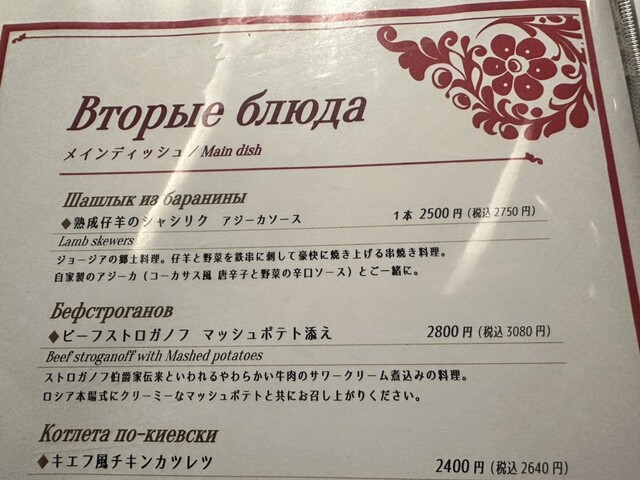 Вторые блюда
メインディッシュ / Main dish
Шашлык из баранины
◆熟成仔羊のシャシリク アジーカソース 1本 2500円(税込2750円)
Lamb skewers
ジョージアの郷土料理。仔羊と野菜を鉄串に刺して豪快に焼き上げる串焼き料理。
自家製のアジーカ(コーカサス風 唐辛子と野菜の辛口ソース)とご一緒に。
Бефстроганов
◆ビーフストロガノフ マッシュポテト添え 2800円(税込3080円)
Beef stroganoff with Mashed potatoes
ストロガノフ伯爵家伝来といわれるやわらかい牛肉のサワークリーム煮込みの料理。
ロシア本場式にクリーミーなマッシュポテトと共にお召し上がりください。
Котлета по-киевски
◆キエフ風チキンカツレツ 2400円(税込2640円)